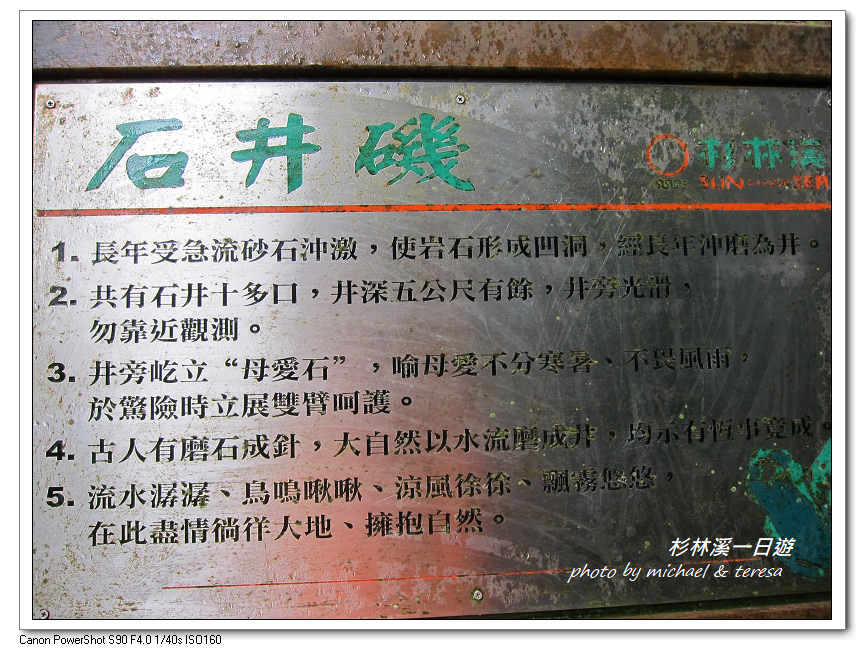 石井磯
杉林溪
SUN LINK SEA
1. 長年受急流砂石沖激，使岩石形成凹洞，經長年沖磨為井。
2. 共有石井十多口，井深五公尺有餘，井旁光滑，
勿靠近觀測。
3. 井旁屹立“母愛石”，喻母愛不分寒暑、不畏風雨，
於驚險時立展雙臂呵護。
4. 古人有磨石成針，大自然以水流磨成井，均示有恆事竟成。
5. 流水潺潺、鳥鳴啾啾、涼風徐徐、飄霧悠悠，
在此盡情徜徉大地、擁抱自然。
杉林溪一日遊
photo by michael & teresa
Canon PowerShot S90 F4.0 1/40s ISO160